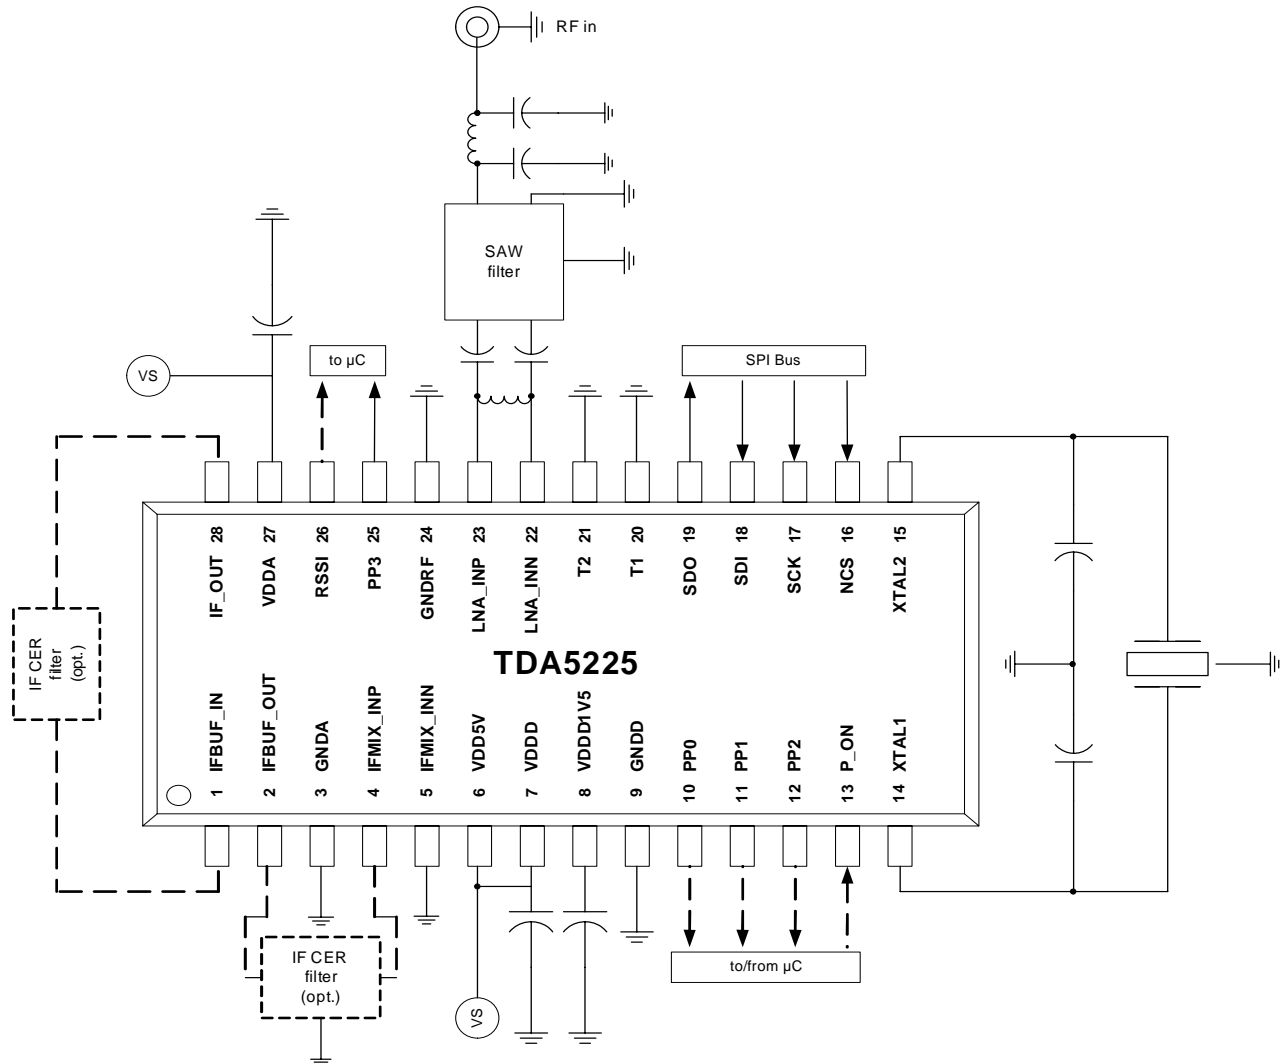 RF in
SAW
filter
to µC
SPI Bus
VS
28 27 26 25 24 23 22 21 20 19 18 17 16 15
IF_OUT VDDA RSSI PP3 GNDRF LNA_INP LNA_INN T2 T1 SDO SDI SCK NCS XTAL2
IF CER
filter
(opt.)
TDA5225
IFBUF_IN IFBUF_OUT GNDA IFMIX_INP IFMIX_INN VDD5V VDDD VDDD1V5 GNDD PP0 PP1 PP2 P_ON XTAL1
1 2 3 4 5 6 7 8 9 10 11 12 13 14
IF CER
filter
(opt.)
to/from µC
VS